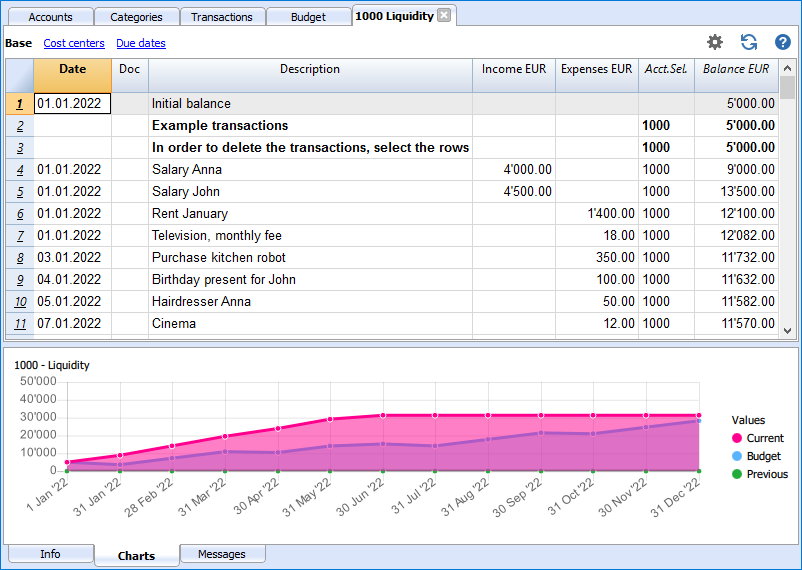 Accounts Categories Transactions Budget 1000 Liquidity
Base Cost centers Due dates
Date Doc Description Income EUR Expenses EUR Acct.Sel. Balance EUR
1 01.01.2022 Initial balance 5'000.00
2 Example transactions 1000 5'000.00
3 In order to delete the transactions, select the rows 1000 5'000.00
4 01.01.2022 Salary Anna 4'000.00 1000 9'000.00
5 01.01.2022 Salary John 4'500.00 1000 13'500.00
6 01.01.2022 Rent January 1'400.00 1000 12'100.00
7 01.01.2022 Television, monthly fee 18.00 1000 12'082.00
8 03.01.2022 Purchase kitchen robot 350.00 1000 11'732.00
9 04.01.2022 Birthday present for John 100.00 1000 11'632.00
10 05.01.2022 Hairdresser Anna 50.00 1000 11'582.00
11 07.01.2022 Cinema 12.00 1000 11'570.00
1000 - Liquidity
50'000
40'000
30'000
20'000
10'000
0
1 Jan '22 31 Jan '22 28 Feb '22 31 Mar '22 30 Apr '22 31 May '22 30 Jun '22 31 Jul '22 31 Aug '22 30 Sep '22 31 Oct '22 30 Nov '22 31 Dec '22
Values
Current
Budget
Previous
Info Charts Messages